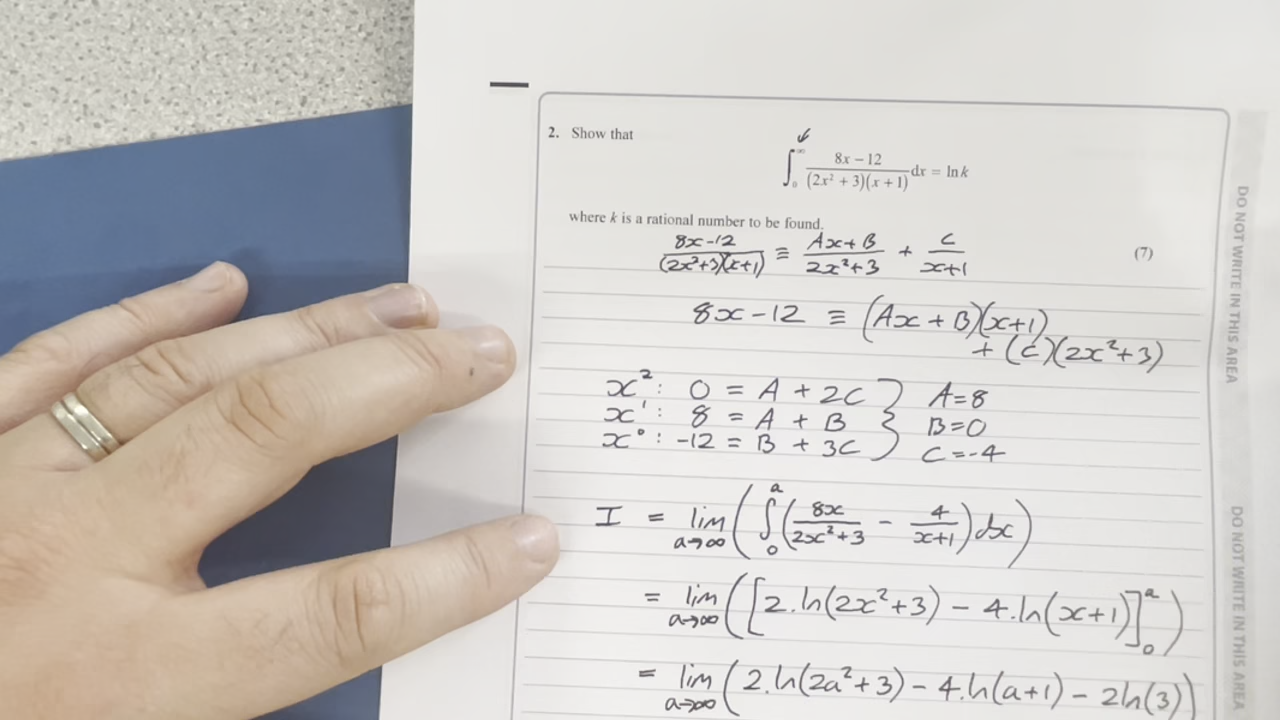 2. Show that
∫₀^∞ (8x − 12)/((2x² + 3)(x + 1)) dx = ln k
where k is a rational number to be found.
(8x-12)/((2x²+3)(x+1)) ≡ (Ax+B)/(2x²+3) + C/(x+1)
(7)
8x-12 ≡ (Ax+B)(x+1)
+ (C)(2x²+3)
x²: 0 = A + 2C } A=8
x¹: 8 = A + B } B=0
x⁰: -12 = B + 3C } C=-4
I = lim a→∞ (∫₀^a (8x/(2x²+3) - 4/(x+1)) dx)
= lim a→∞ ([2.ln(2x²+3) - 4.ln(x+1)]₀^a)
= lim a→∞ (2.ln(2a²+3) - 4.ln(a+1) - 2ln(3))
DO NOT WRITE IN THIS AREA
DO NOT WRITE IN THIS AREA